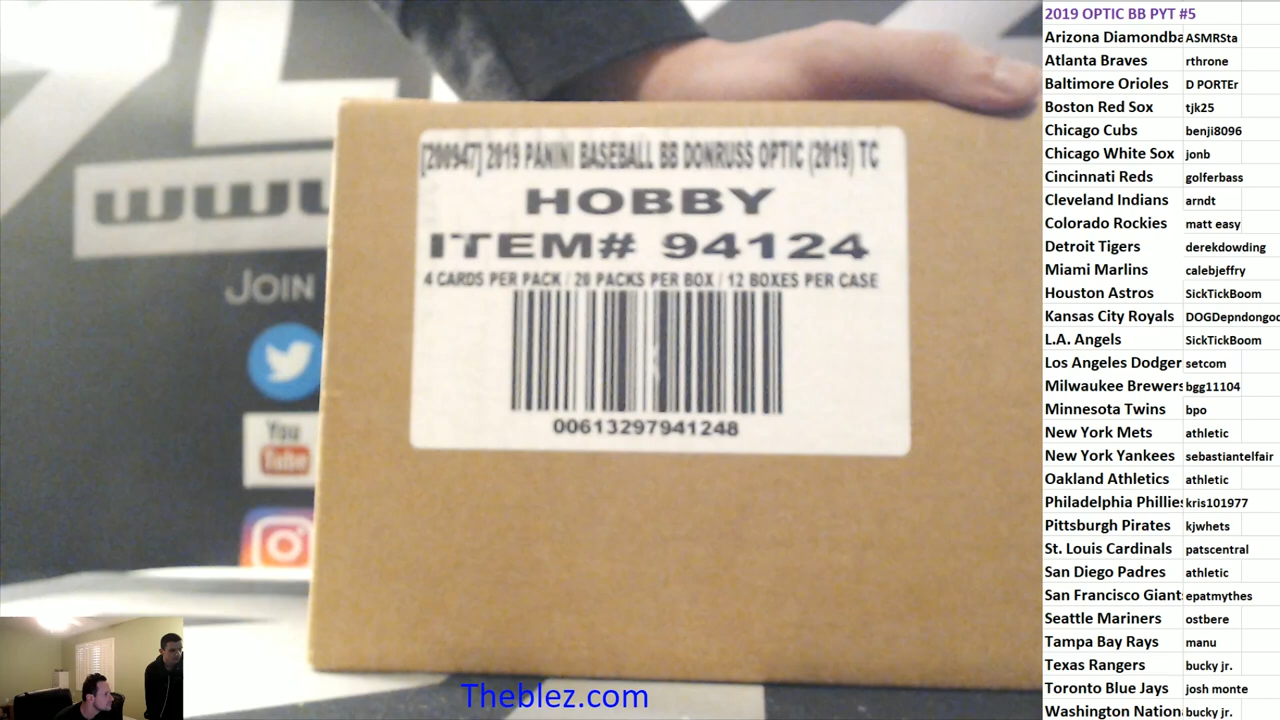 [200947] 2019 PANINI BASEBALL BB DONRUSS OPTIC (2019) TC
HOBBY
ITEM# 94124
4 CARDS PER PACK / 20 PACKS PER BOX / 12 BOXES PER CASE
00613297941248
WWW
JOIN
You
Tube
Theblez.com
2019 OPTIC BB PYT #5
Arizona Diamondba ASMRSta
Atlanta Braves rthrone
Baltimore Orioles D PORTEr
Boston Red Sox tjk25
Chicago Cubs benji8096
Chicago White Sox jonb
Cincinnati Reds golferbass
Cleveland Indians arndt
Colorado Rockies matt easy
Detroit Tigers derekdowding
Miami Marlins calebjeffry
Houston Astros SickTickBoom
Kansas City Royals DOGDepndongod
L.A. Angels SickTickBoom
Los Angeles Dodger setcom
Milwaukee Brewers bgg11104
Minnesota Twins bpo
New York Mets athletic
New York Yankees sebastiantelfair
Oakland Athletics athletic
Philadelphia Phillies kris101977
Pittsburgh Pirates kjwhets
St. Louis Cardinals patscentral
San Diego Padres athletic
San Francisco Giants epatmythes
Seattle Mariners ostbere
Tampa Bay Rays manu
Texas Rangers bucky jr.
Toronto Blue Jays josh monte
Washington Nation bucky jr.